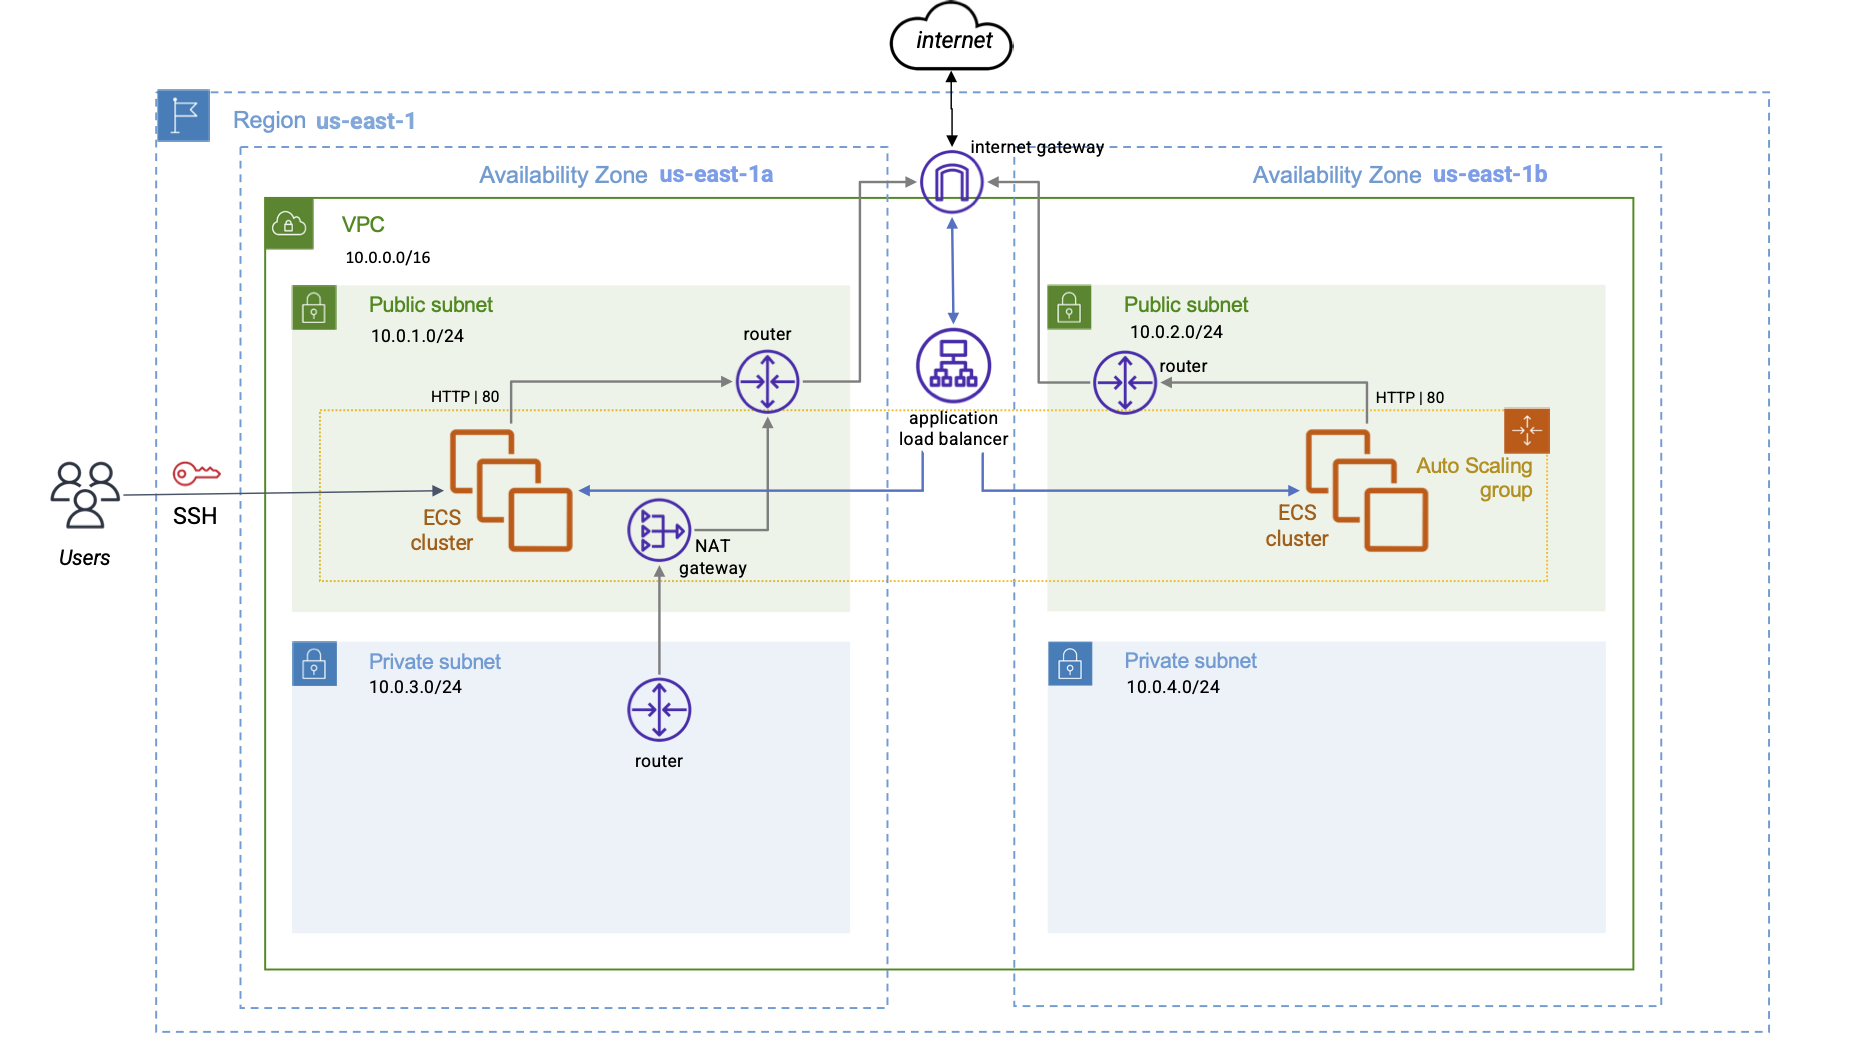 internet
Region us-east-1
internet gateway
Availability Zone us-east-1a
Availability Zone us-east-1b
VPC
10.0.0.0/16
Public subnet
10.0.1.0/24
router
HTTP | 80
Public subnet
10.0.2.0/24
router
HTTP | 80
application
load balancer
Auto Scaling
group
SSH
Users
ECS
cluster
NAT
gateway
ECS
cluster
Private subnet
10.0.3.0/24
router
Private subnet
10.0.4.0/24